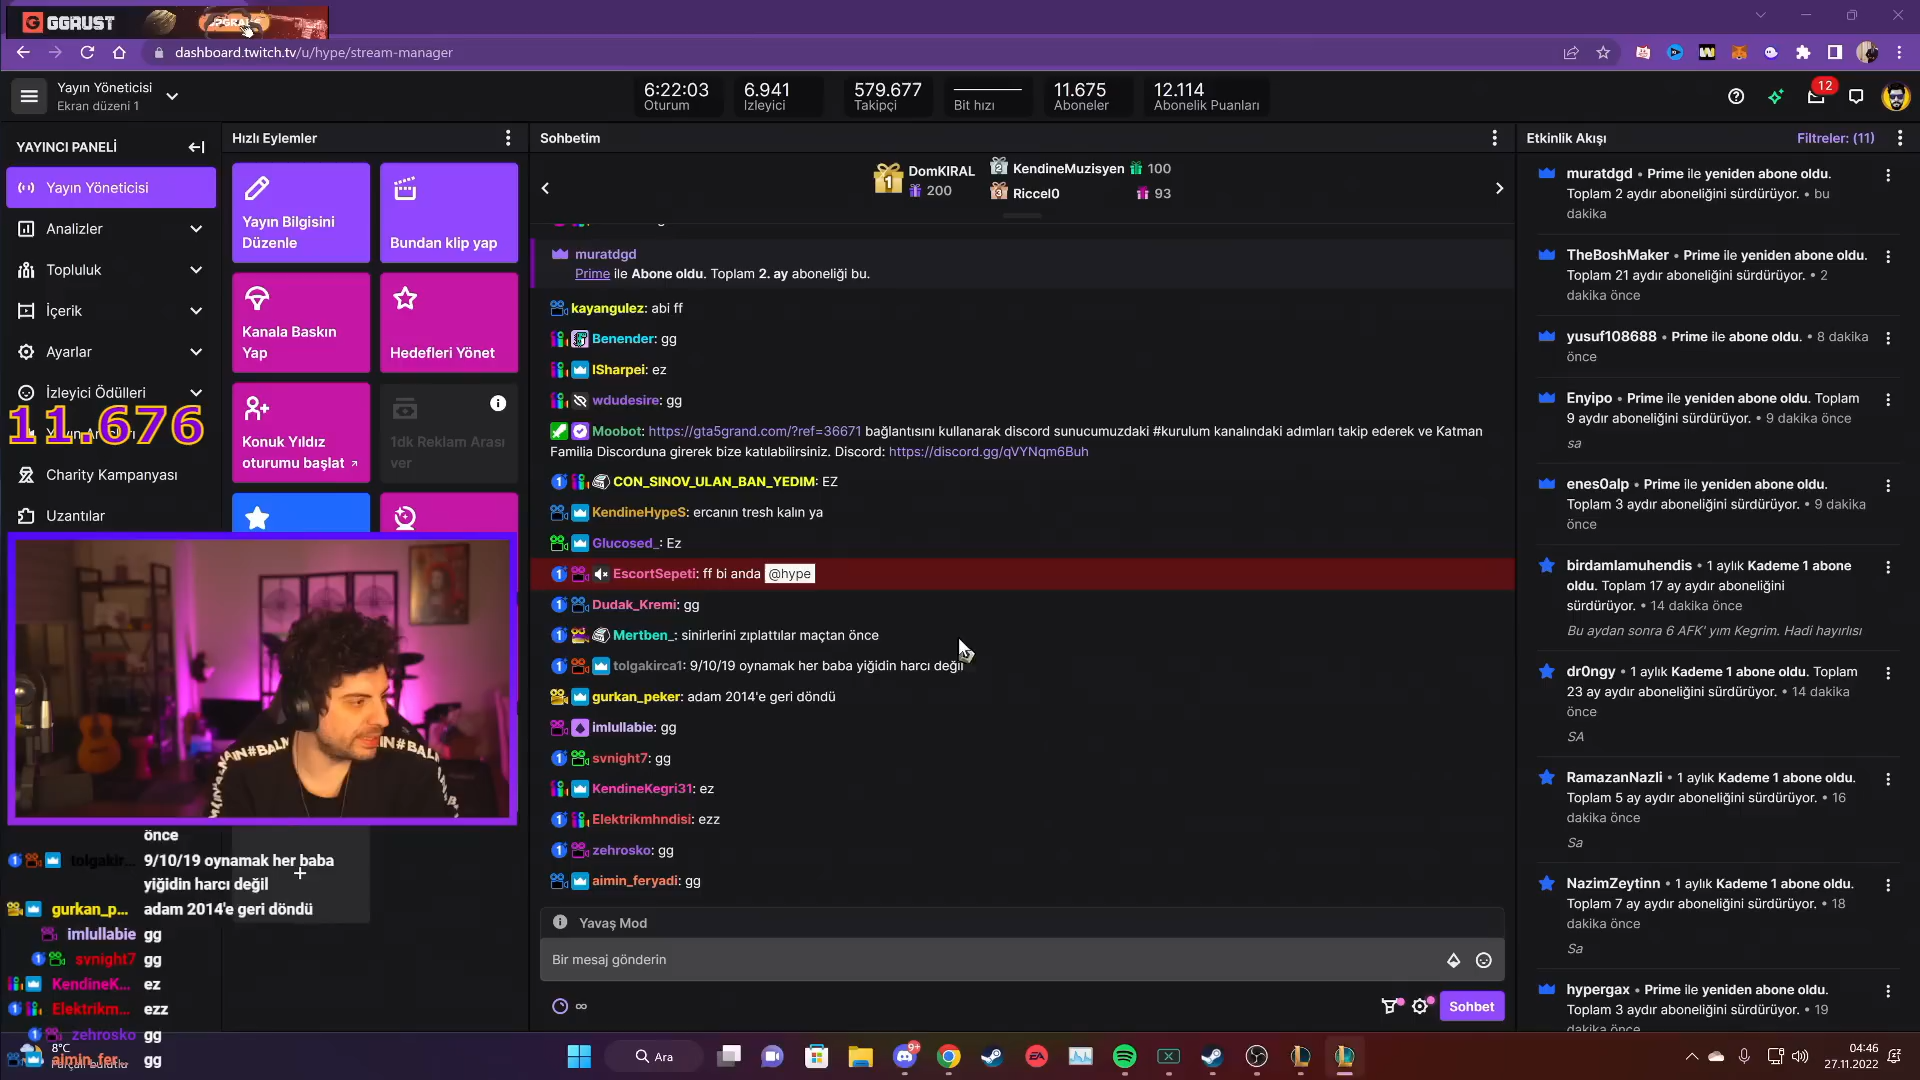 GGRUST
dashboard.twitch.tv/u/hype/stream-manager
Yayın Yöneticisi
Ekran düzeni 1
6:22:03
Oturum
6.941
İzleyici
579.677
Takipçi
Bit hızı
11.675
Aboneler
12.114
Abonelik Puanları
12
YAYINCI PANELİ
Yayın Yöneticisi
Analizler
Topluluk
İçerik
Ayarlar
İzleyici Ödülleri
11.676
Charity Kampanyası
Uzantılar
Hızlı Eylemler
Yayın Bilgisini
Düzenle
Bundan klip yap
Kanala Baskın
Yap
Hedefleri Yönet
Konuk Yıldız
oturumu başlat
1dk Reklam Arası
ver
Sohbetim
1 DomKIRAL
200
2 KendineMuzisyen 100
3 Riccel0 93
muratdgd
Prime ile Abone oldu. Toplam 2. ay aboneliği bu.
kayangulez: abi ff
Benender: gg
ISharpei: ez
wdudesire: gg
Moobot: https://gta5grand.com/?ref=36671 bağlantısını kullanarak discord sunucumuzdaki #kurulum kanalındaki adımları takip ederek ve Katman
Familia Discorduna girerek bize katılabilirsiniz. Discord: https://discord.gg/qVYNqm6Buh
CON_SINOV_ULAN_BAN_YEDIM: EZ
KendineHypeS: ercanın tresh kalın ya
Glucosed_: Ez
EscortSepeti: ff bi anda @hype
Dudak_Kremi: gg
Mertben_: sinirlerini zıplattılar maçtan önce
tolgakirca1: 9/10/19 oynamak her baba yiğidin harcı değil
gurkan_peker: adam 2014'e geri döndü
imlullabie: gg
svnight7: gg
KendineKegri31: ez
Elektrikmhndisi: ezz
zehrosko: gg
aimin_feryadi: gg
Yavaş Mod
Bir mesaj gönderin
∞
Sohbet
Etkinlik Akışı
Filtreler: (11)
muratdgd • Prime ile yeniden abone oldu.
Toplam 2 aydır aboneliğini sürdürüyor. • bu
dakika
TheBoshMaker • Prime ile yeniden abone oldu.
Toplam 21 aydır aboneliğini sürdürüyor. • 2
dakika önce
yusuf108688 • Prime ile abone oldu. • 8 dakika
önce
Enyipo • Prime ile yeniden abone oldu. Toplam
9 aydır aboneliğini sürdürüyor. • 9 dakika önce
sa
enes0alp • Prime ile yeniden abone oldu.
Toplam 3 aydır aboneliğini sürdürüyor. • 9 dakika
önce
birdamlamuhendis • 1 aylık Kademe 1 abone
oldu. Toplam 17 ay aydır aboneliğini
sürdürüyor. • 14 dakika önce
Bu aydan sonra 6 AFK' yim Kegrim. Hadi hayırlısı
dr0ngy • 1 aylık Kademe 1 abone oldu. Toplam
23 ay aydır aboneliğini sürdürüyor. • 14 dakika
önce
SA
RamazanNazli • 1 aylık Kademe 1 abone oldu.
Toplam 5 ay aydır aboneliğini sürdürüyor. • 16
dakika önce
Sa
NazimZeytinn • 1 aylık Kademe 1 abone oldu.
Toplam 7 ay aydır aboneliğini sürdürüyor. • 18
dakika önce
Sa
hypergax • Prime ile yeniden abone oldu.
Toplam 3 aydır aboneliğini sürdürüyor. • 19
dakika önce
IN#BALM
IN#BAL
önce
tolgakir... 9/10/19 oynamak her baba
yiğidin harcı değil
gurkan_p... adam 2014'e geri döndü
imlullabie gg
svnight7 gg
KendineK... ez
Elektrikm... ezz
zehrosko gg
aimin_fer... gg
8°C
Parçalı bulutlu
Ara
9+
EA
04:46
27.11.2022